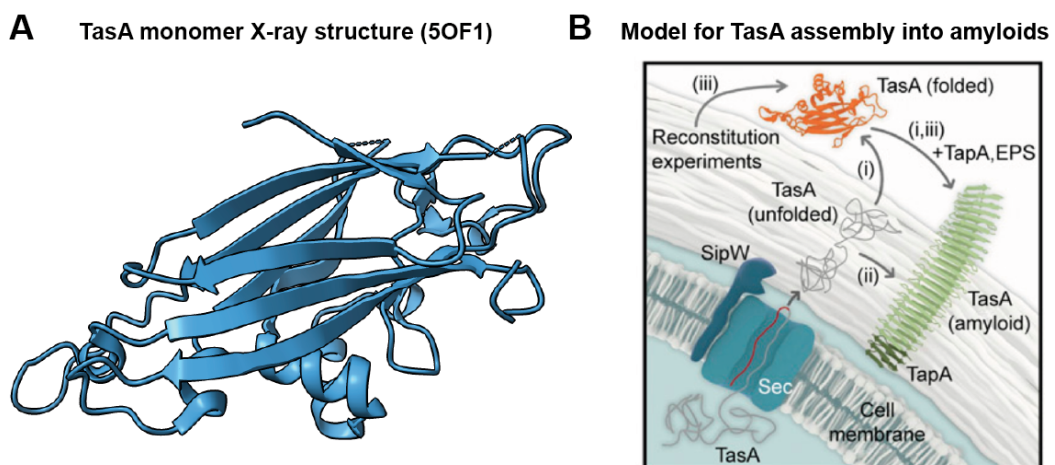 A TasA monomer X-ray structure (5OF1)
B Model for TasA assembly into amyloids
(iii)
TasA (folded)
Reconstitution
experiments
(i,iii)
+TapA,EPS
(i)
TasA
(unfolded)
SipW
(ii)
TasA
(amyloid)
TapA
Sec
Cell
membrane
TasA